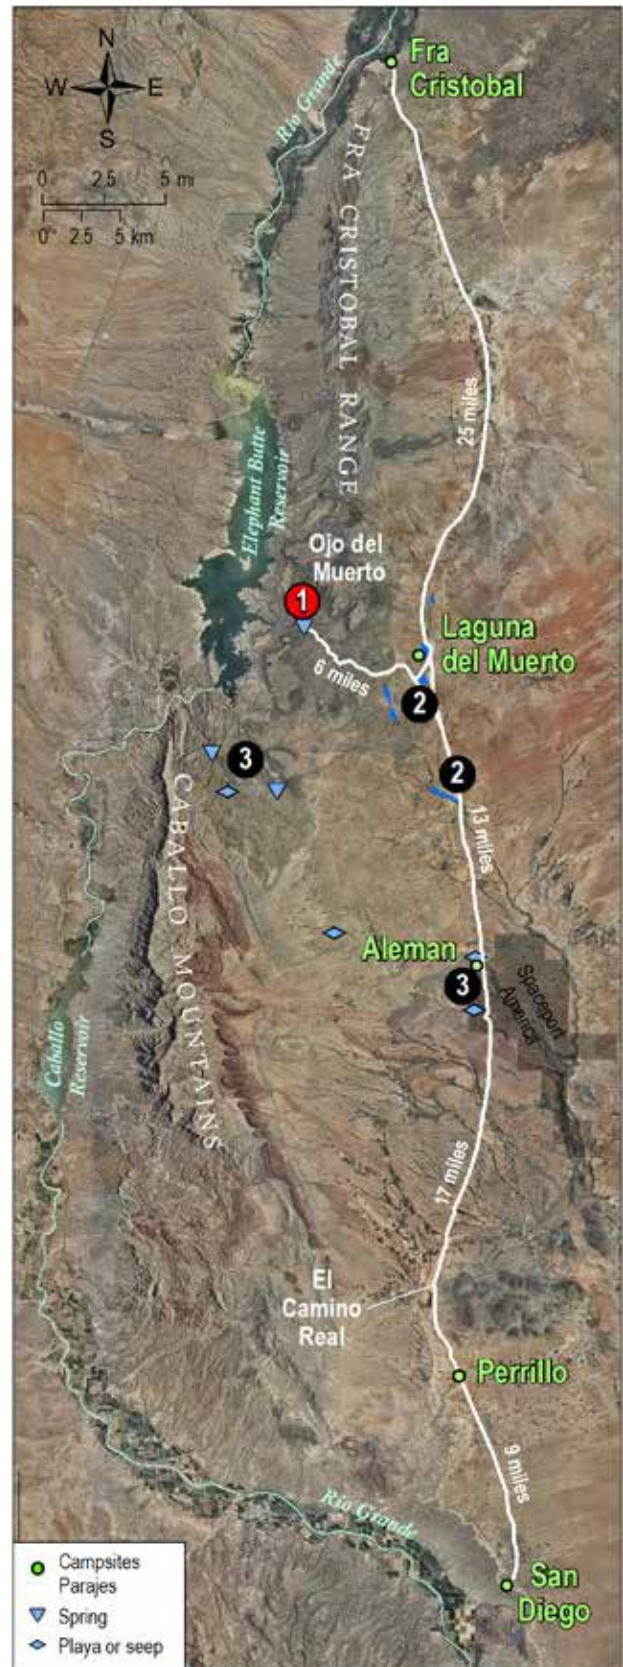 N
W E
S
0 2.5 5 mi
0 2.5 5 km
Fra
Cristobal
Rio Grande
FRA CRISTOBAL RANGE
25 miles
Elephant Butte
Reservoir
Ojo del
Muerto
1
Laguna
del Muerto
6 miles
2
3
2
13 miles
CABALLO MOUNTAINS
Aleman
3
Spaceport
America
Caballo
Reservoir
17 miles
El
Camino
Real
Perrillo
9 miles
Rio Grande
San
Diego
Campsites
Parajes
Spring
Playa or seep